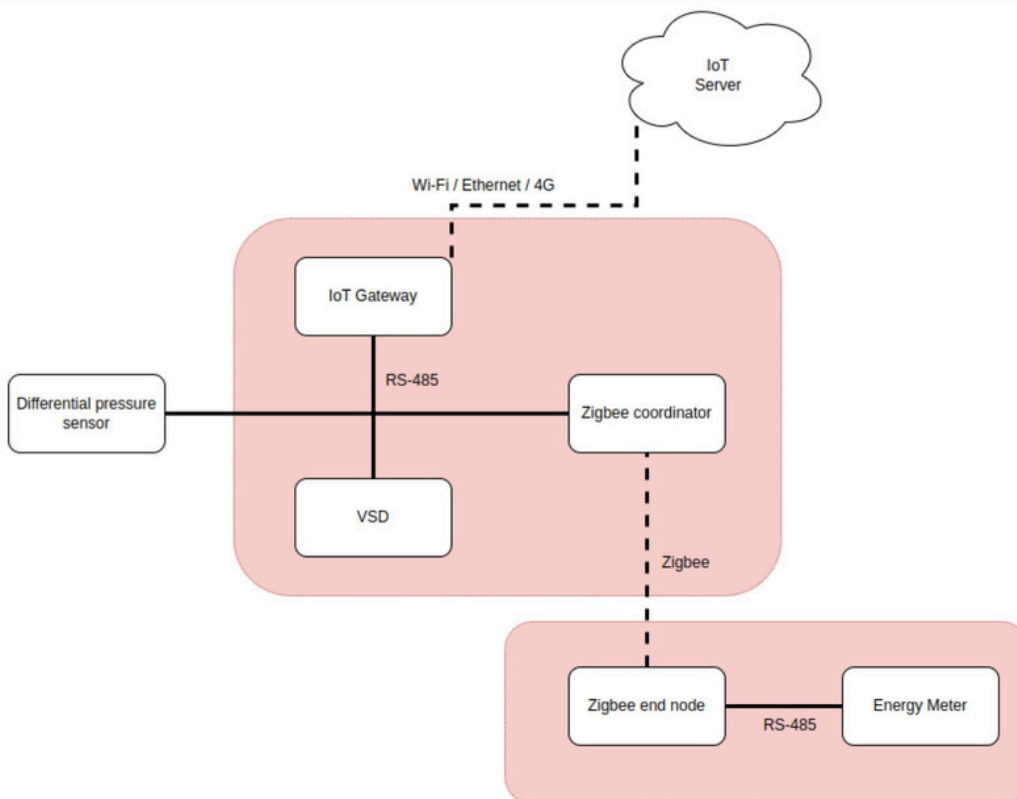 IoT
Server
Wi-Fi / Ethernet / 4G
IoT Gateway
RS-485
Differential pressure
sensor
Zigbee coordinator
VSD
Zigbee
Zigbee end node
RS-485
Energy Meter